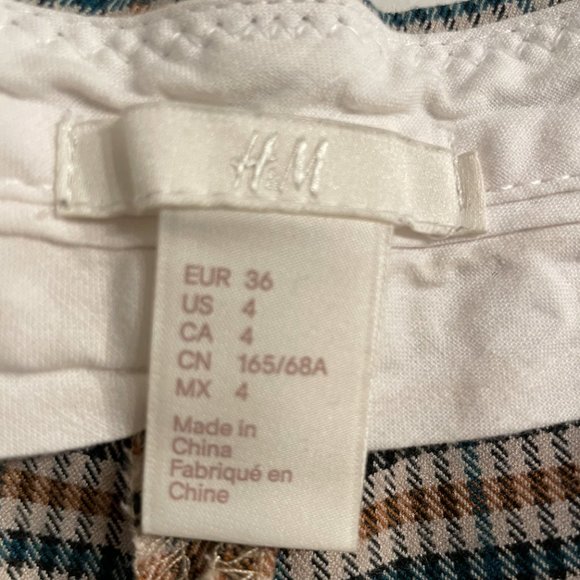 H&M
EUR 36
US 4
CA 4
CN 165/68A
MX 4
Made in
China
Fabriqué en
Chine